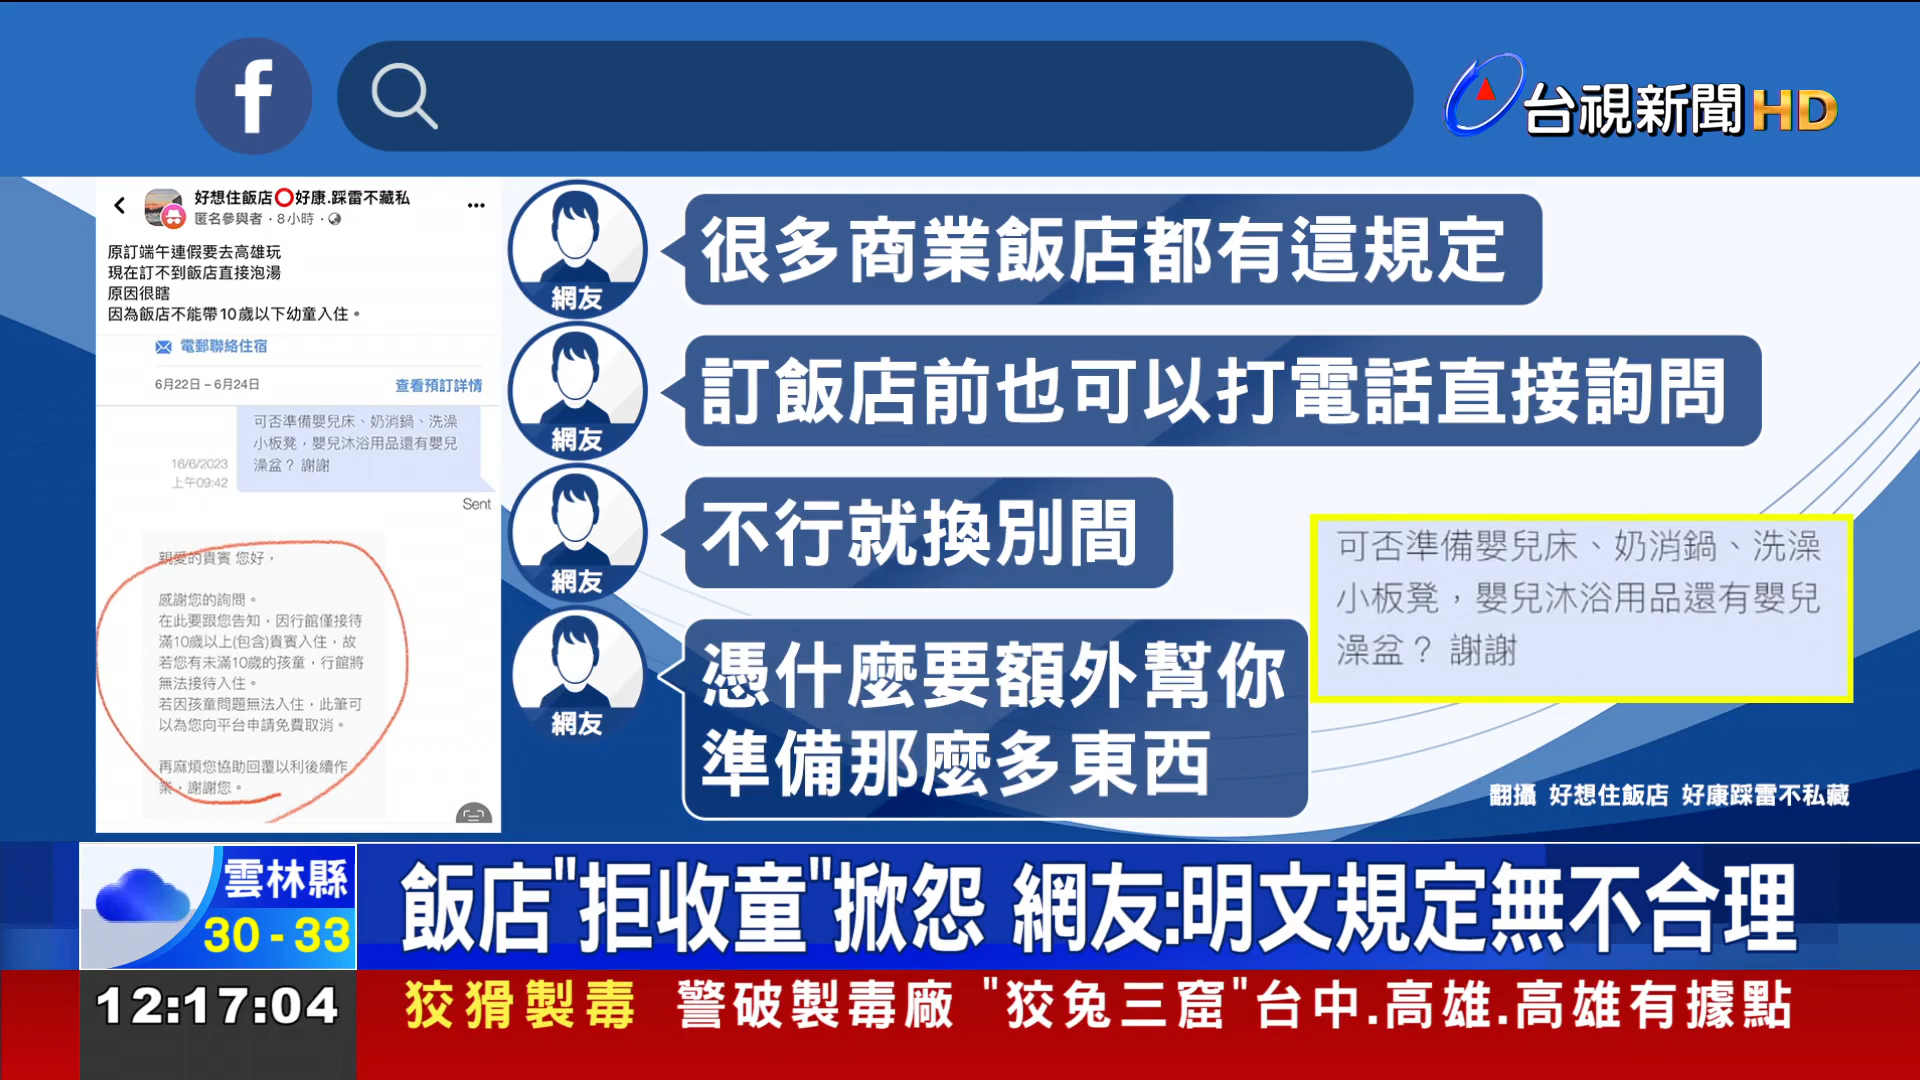 f
台視新聞HD
好想住飯店⭕好康.踩雷不藏私
匿名參與者・8小時・
原訂端午連假要去高雄玩
現在訂不到飯店直接泡湯
原因很瞎
因為飯店不能帶10歲以下幼童入住。
電郵聯絡住宿
6月22日 – 6月24日
查看預訂詳情
可否準備嬰兒床、奶消鍋、洗澡
小板凳，嬰兒沐浴用品還有嬰兒
澡盆？ 謝謝
16/6/2023
上午09:42
Sent
親愛的貴賓 您好，
感謝您的詢問。
在此要跟您告知，因行館僅接待
滿10歲以上(包含)貴賓入住，故
若您有未滿10歲的孩童，行館將
無法接待入住。
若因孩童問題無法入住，此筆可
以為您向平台申請免費取消。
再麻煩您協助回覆以利後續作
業，謝謝您。
網友
很多商業飯店都有這規定
網友
訂飯店前也可以打電話直接詢問
網友
不行就換別間
網友
憑什麼要額外幫你
準備那麼多東西
可否準備嬰兒床、奶消鍋、洗澡
小板凳，嬰兒沐浴用品還有嬰兒
澡盆？ 謝謝
翻攝 好想住飯店 好康踩雷不私藏
雲林縣
30 - 33
飯店"拒收童"掀怨 網友:明文規定無不合理
12:17:04
狡猾製毒 警破製毒廠 "狡兔三窟"台中.高雄.高雄有據點